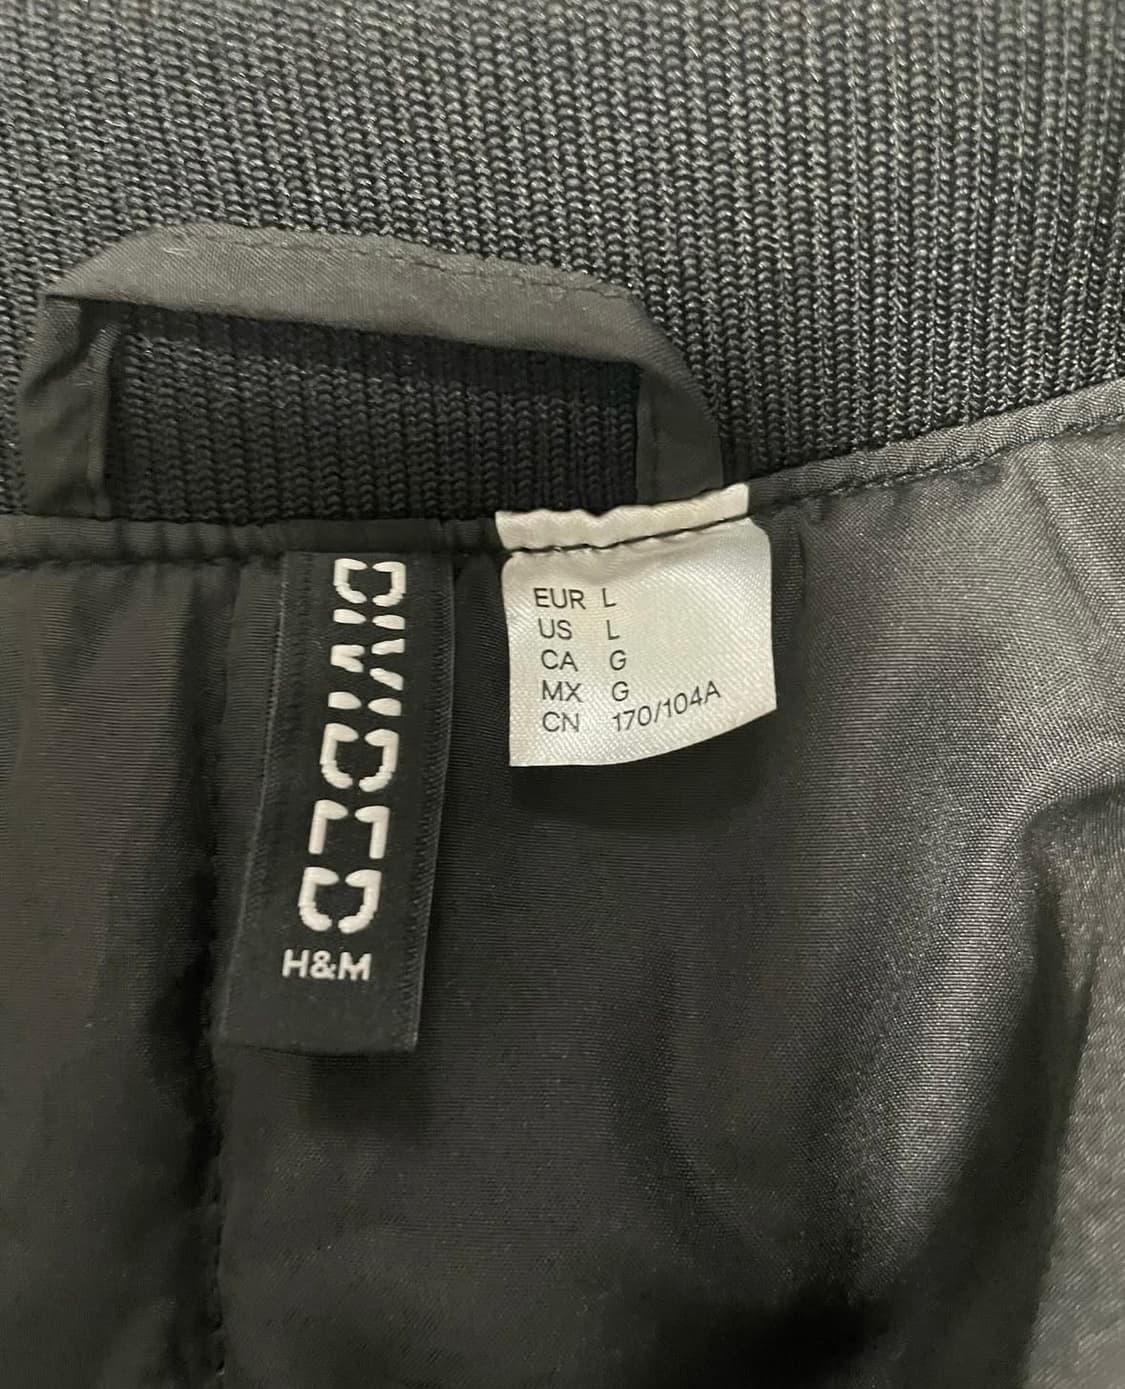 DIVIDED
H&M
EUR L
US L
CA G
MX G
CN 170/104A